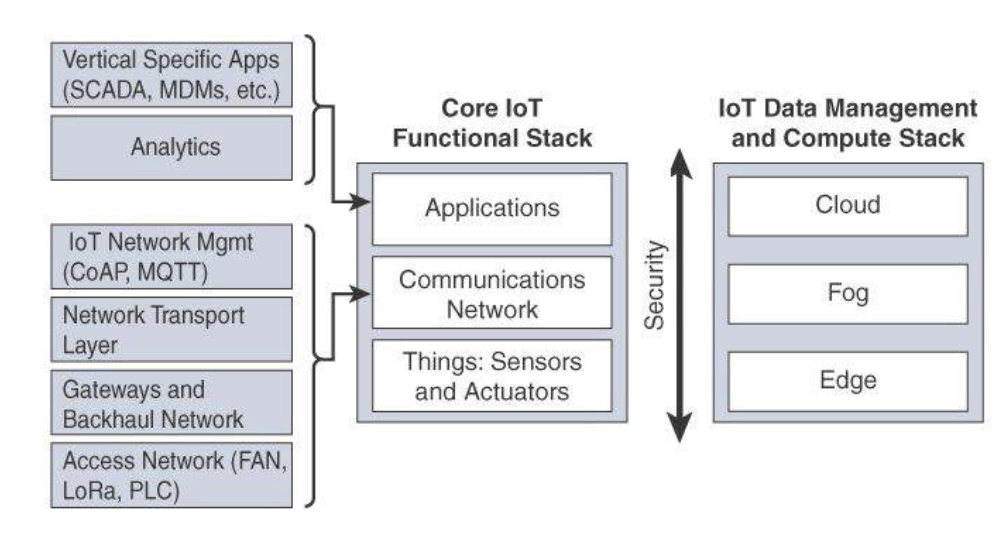 Vertical Specific Apps
(SCADA, MDMs, etc.)
Analytics
IoT Network Mgmt
(CoAP, MQTT)
Network Transport
Layer
Gateways and
Backhaul Network
Access Network (FAN,
LoRa, PLC)
Core IoT
Functional Stack
Applications
Communications
Network
Things: Sensors
and Actuators
Security
IoT Data Management
and Compute Stack
Cloud
Fog
Edge